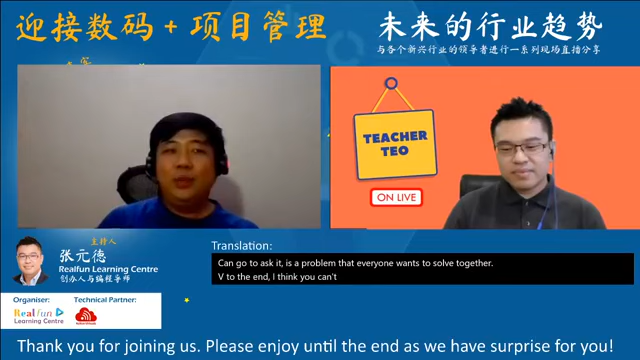 迎接数码 + 项目管理
未来的行业趋势
与各个新兴行业的领导者进行一系列现场直播分享
TEACHER
TEO
ON LIVE
主持人
张元德
Realfun Learning Centre
创办人与编程导师
Organiser:
Realfun
Learning Centre
Technical Partner:
Translation:
Can go to ask it, is a problem that everyone wants to solve together.
V to the end, I think you can't
Thank you for joining us. Please enjoy until the end as we have surprise for you!